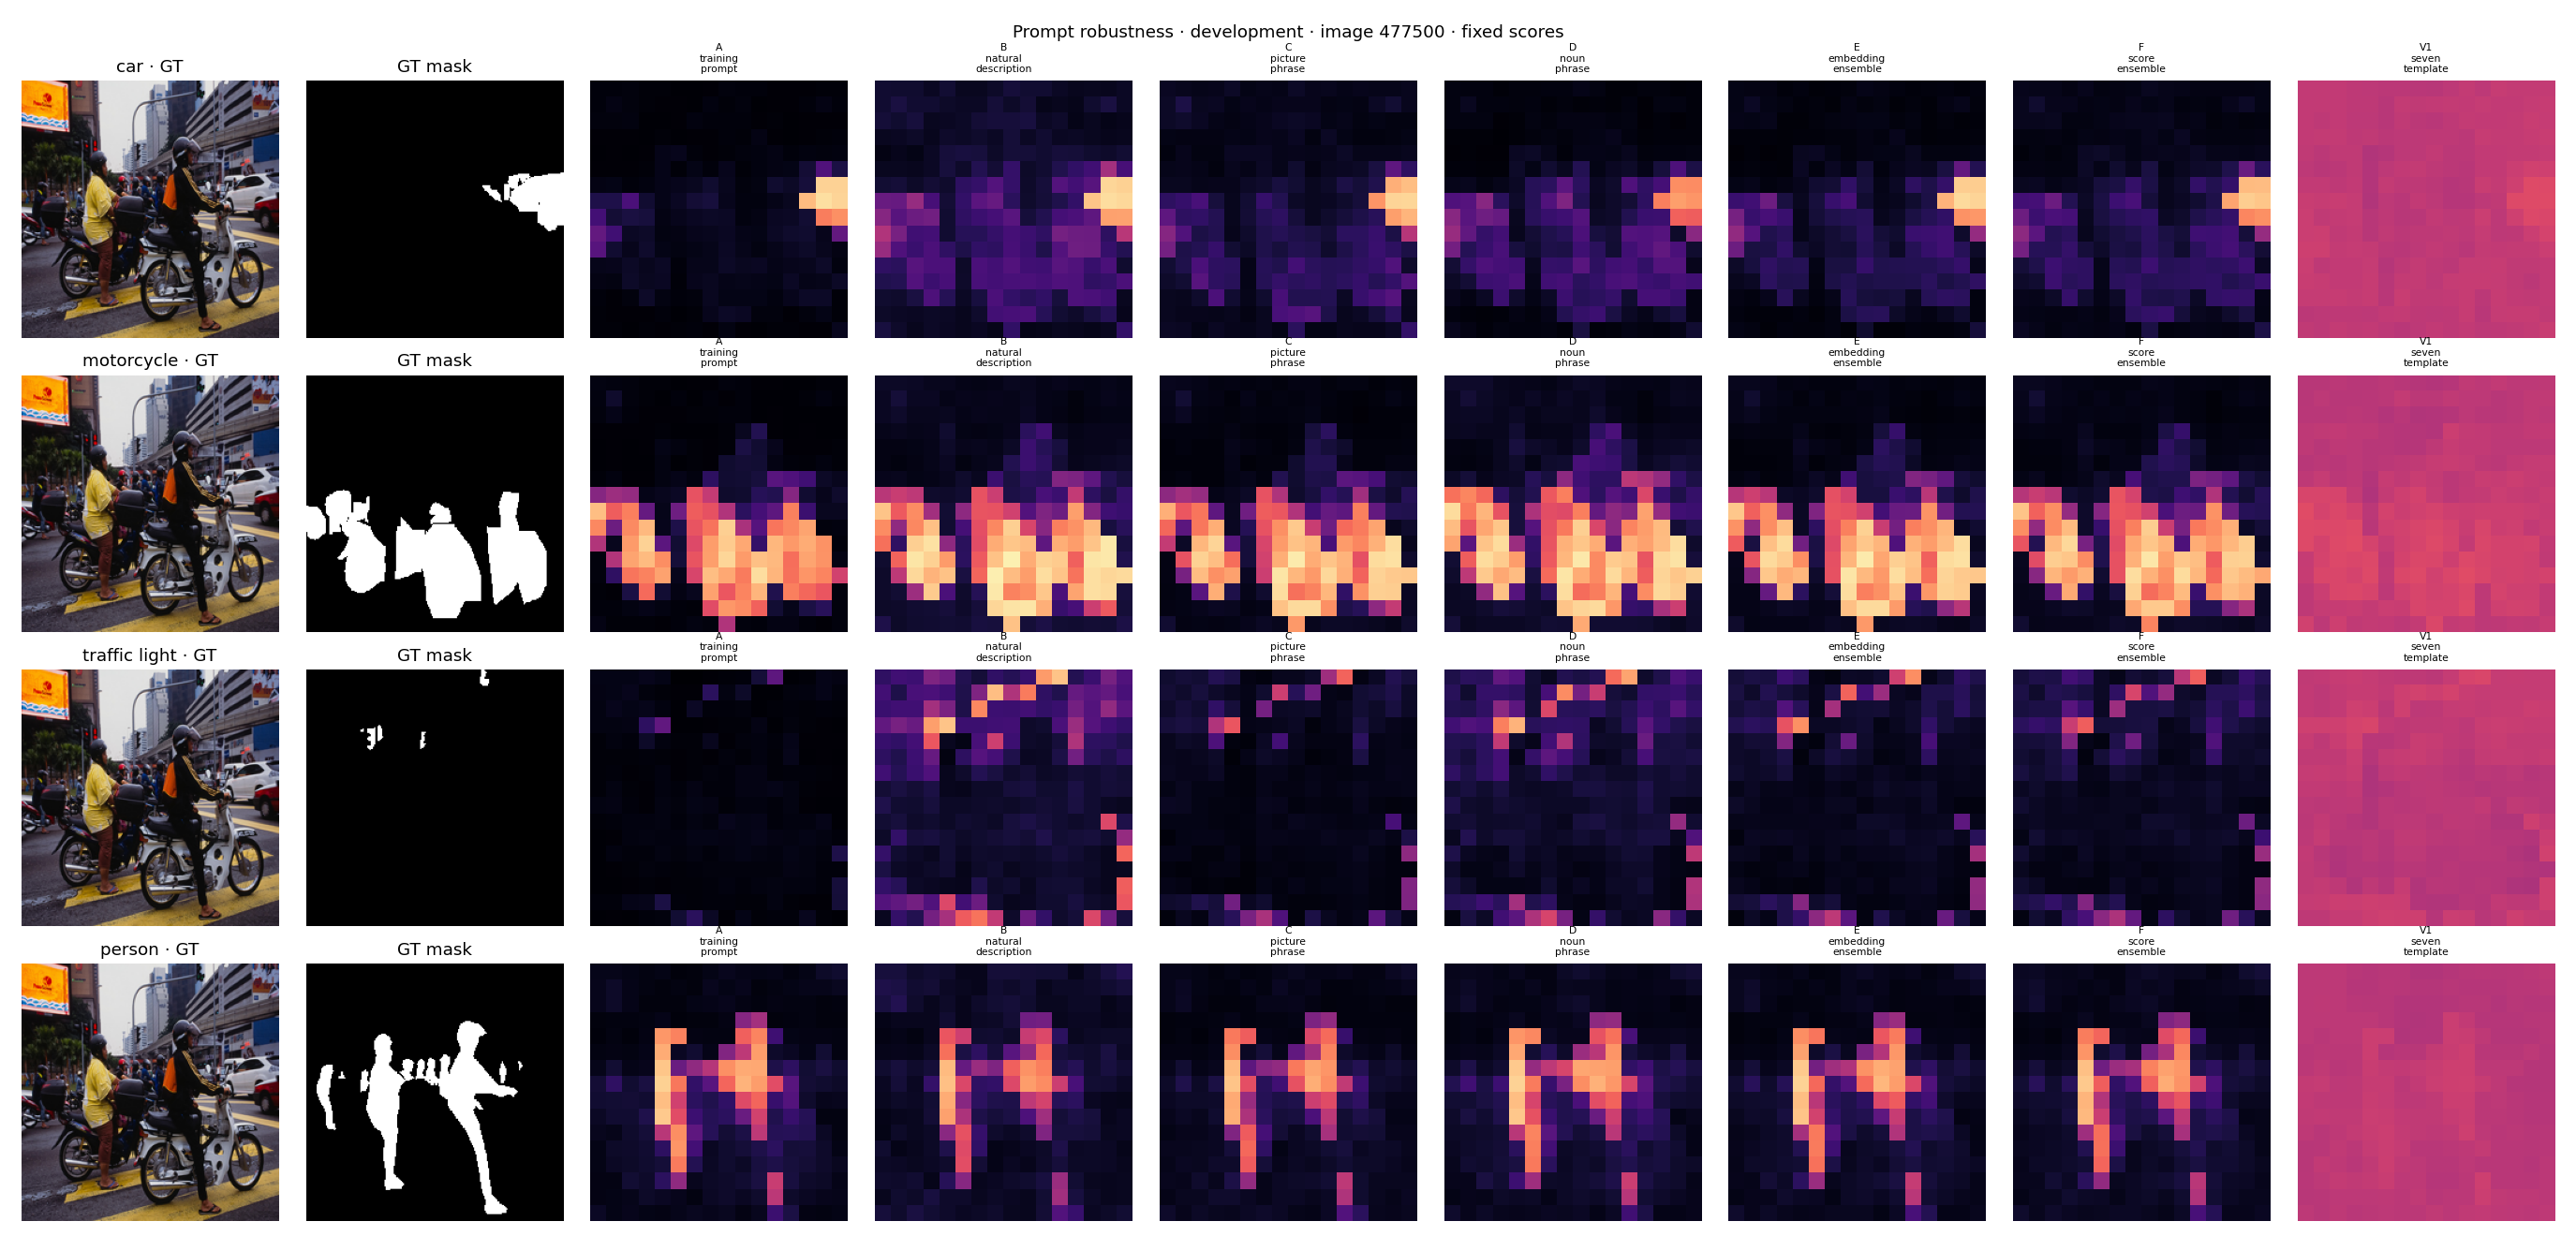 Prompt robustness · development · image 477500 · fixed scores
car · GT
GT mask
A
training
prompt
B
natural
description
C
picture
phrase
D
noun
phrase
E
embedding
ensemble
F
score
ensemble
V1
seven
template
motorcycle · GT
GT mask
A
training
prompt
B
natural
description
C
picture
phrase
D
noun
phrase
E
embedding
ensemble
F
score
ensemble
V1
seven
template
traffic light · GT
GT mask
A
training
prompt
B
natural
description
C
picture
phrase
D
noun
phrase
E
embedding
ensemble
F
score
ensemble
V1
seven
template
person · GT
GT mask
A
training
prompt
B
natural
description
C
picture
phrase
D
noun
phrase
E
embedding
ensemble
F
score
ensemble
V1
seven
template